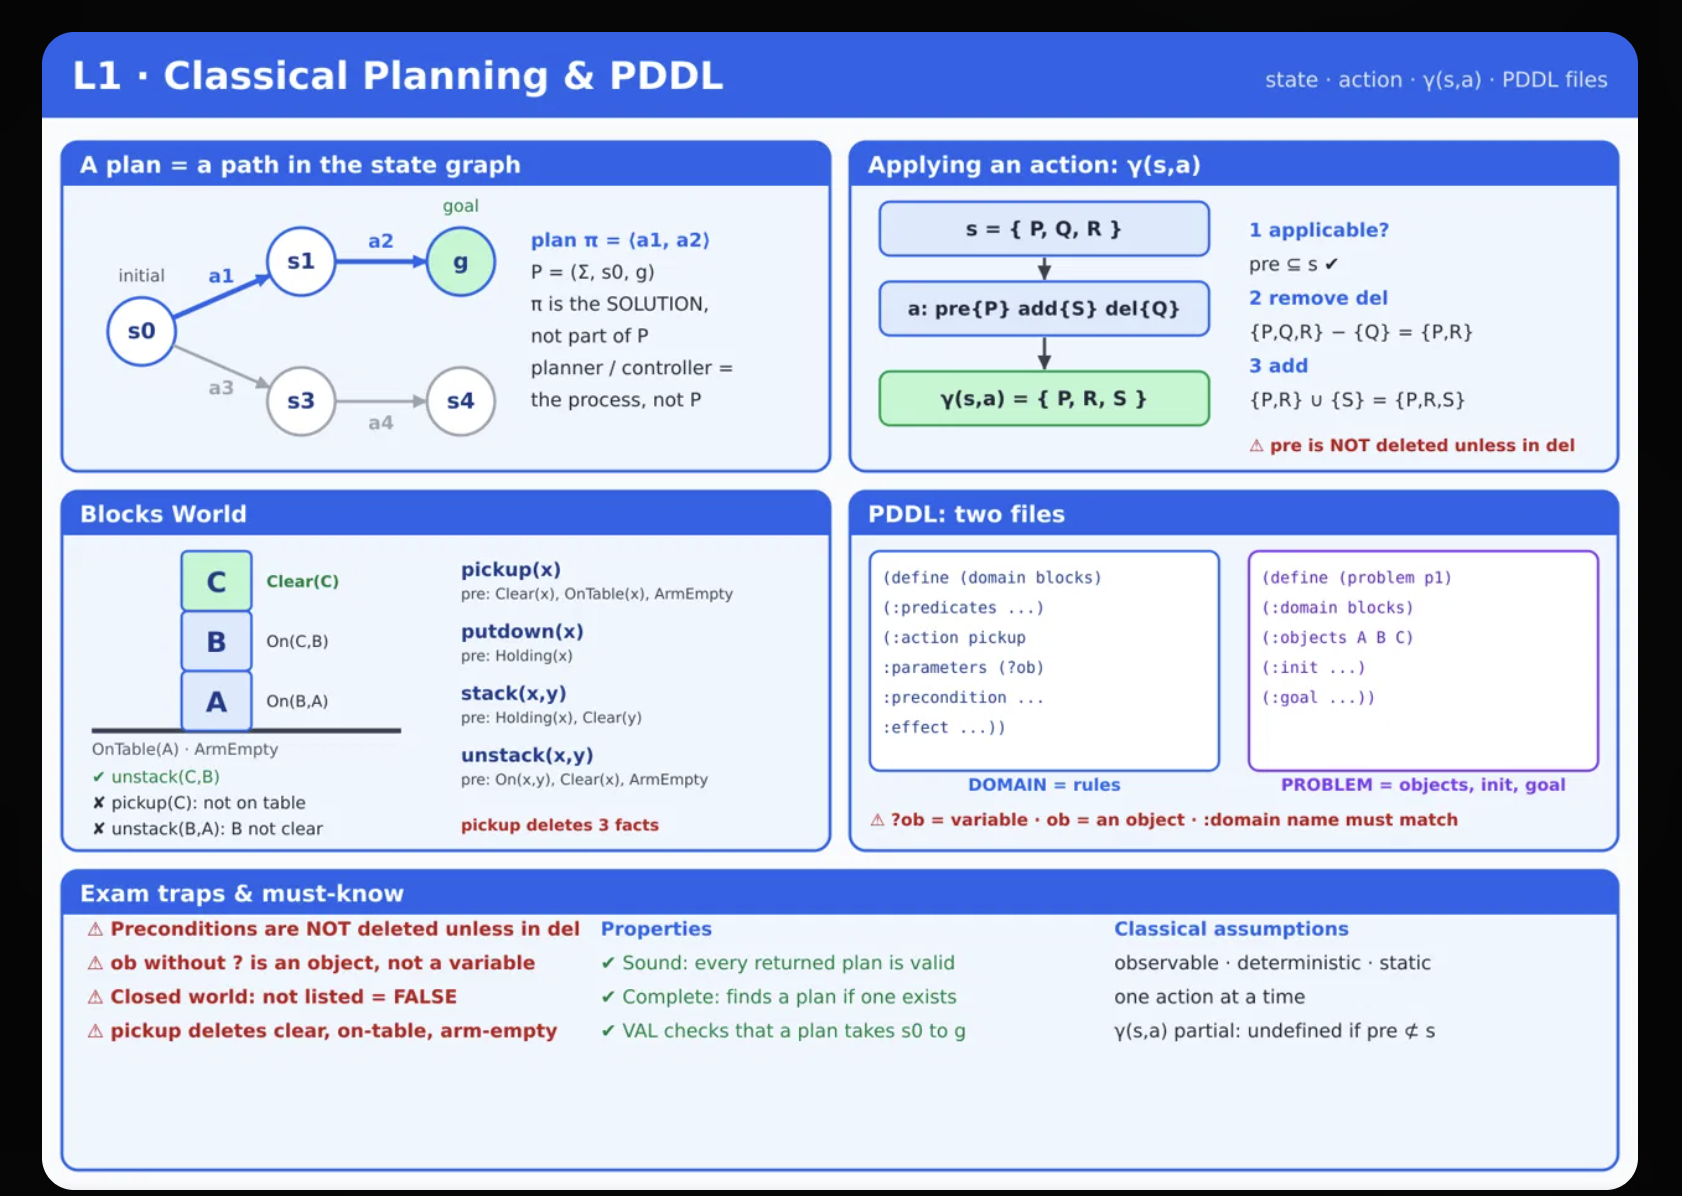 L1 · Classical Planning & PDDL
state · action · γ(s,a) · PDDL files
A plan = a path in the state graph
goal
initial
a1
a2
s0
s1
g
a3
s3
a4
s4
plan π = ⟨a1, a2⟩
P = (Σ, s0, g)
π is the SOLUTION,
not part of P
planner / controller =
the process, not P
Applying an action: γ(s,a)
s = { P, Q, R }
a: pre{P} add{S} del{Q}
γ(s,a) = { P, R, S }
1 applicable?
pre ⊆ s ✔
2 remove del
{P,Q,R} − {Q} = {P,R}
3 add
{P,R} ∪ {S} = {P,R,S}
⚠ pre is NOT deleted unless in del
Blocks World
C
Clear(C)
B
On(C,B)
A
On(B,A)
OnTable(A) · ArmEmpty
✔ unstack(C,B)
✘ pickup(C): not on table
✘ unstack(B,A): B not clear
pickup(x)
pre: Clear(x), OnTable(x), ArmEmpty
putdown(x)
pre: Holding(x)
stack(x,y)
pre: Holding(x), Clear(y)
unstack(x,y)
pre: On(x,y), Clear(x), ArmEmpty
pickup deletes 3 facts
PDDL: two files
(define (domain blocks)
(:predicates ...)
(:action pickup
:parameters (?ob)
:precondition ...
:effect ...))
DOMAIN = rules
(define (problem p1)
(:domain blocks)
(:objects A B C)
(:init ...)
(:goal ...))
PROBLEM = objects, init, goal
⚠ ?ob = variable · ob = an object · :domain name must match
Exam traps & must-know
⚠ Preconditions are NOT deleted unless in del
⚠ ob without ? is an object, not a variable
⚠ Closed world: not listed = FALSE
⚠ pickup deletes clear, on-table, arm-empty
Properties
✔ Sound: every returned plan is valid
✔ Complete: finds a plan if one exists
✔ VAL checks that a plan takes s0 to g
Classical assumptions
observable · deterministic · static
one action at a time
γ(s,a) partial: undefined if pre ⊄ s